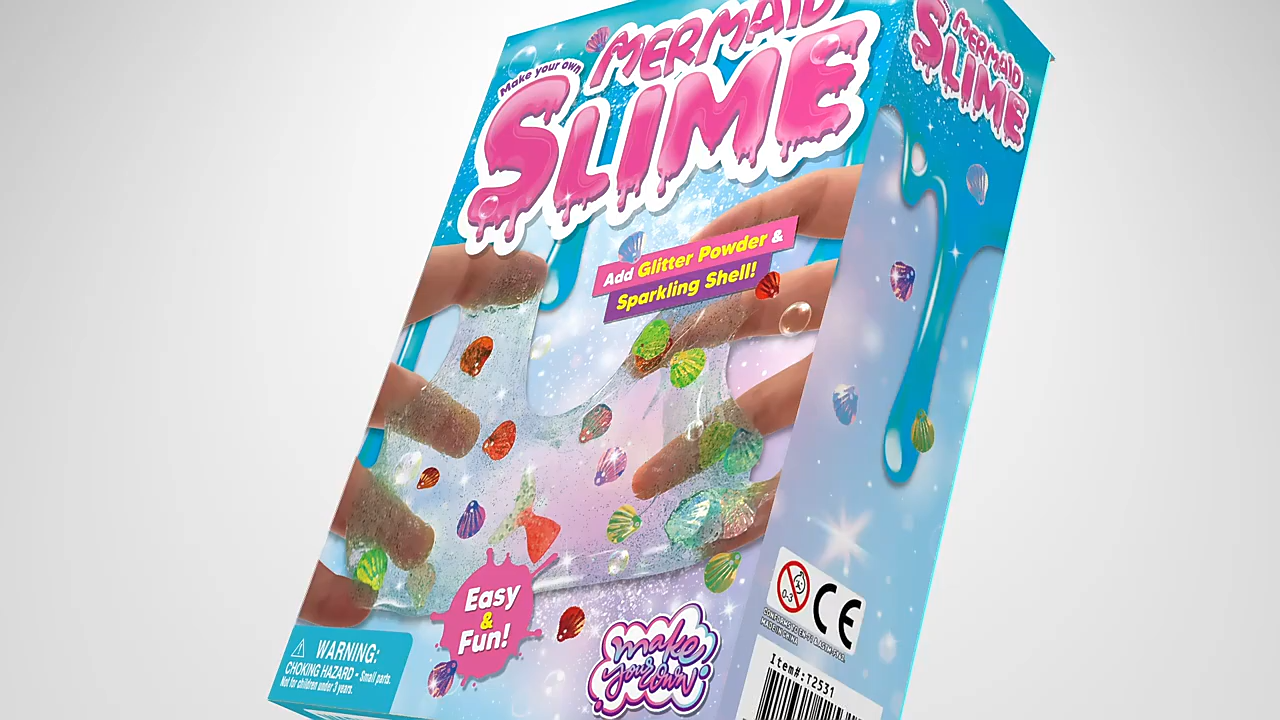 Make your own
MERMAID
SLIME
Add Glitter Powder &
Sparkling Shell!
Easy
&
Fun!
WARNING:
CHOKING HAZARD - Small parts.
Not for children under 3 years.
make
your own
MERMAID
SLIME
0-3
CE
MADE IN CHINA
Item#:T2531